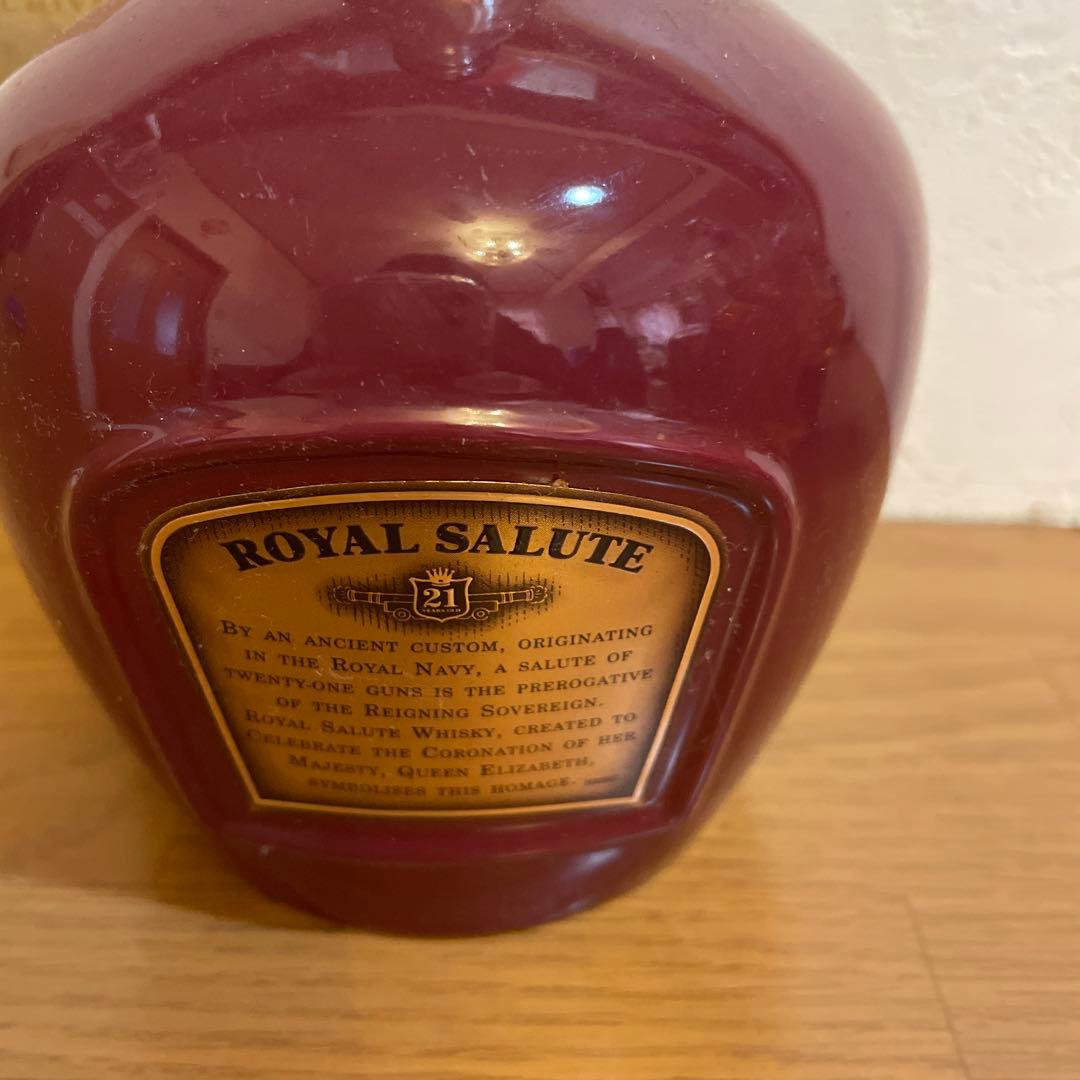 ROYAL SALUTE
21
YEARS OLD
BY AN ANCIENT CUSTOM, ORIGINATING
IN THE ROYAL NAVY, A SALUTE OF
TWENTY-ONE GUNS IS THE PREROGATIVE
OF THE REIGNING SOVEREIGN.
ROYAL SALUTE WHISKY, CREATED TO
CELEBRATE THE CORONATION OF HER
MAJESTY, QUEEN ELIZABETH,
SYMBOLISES THIS HOMAGE.